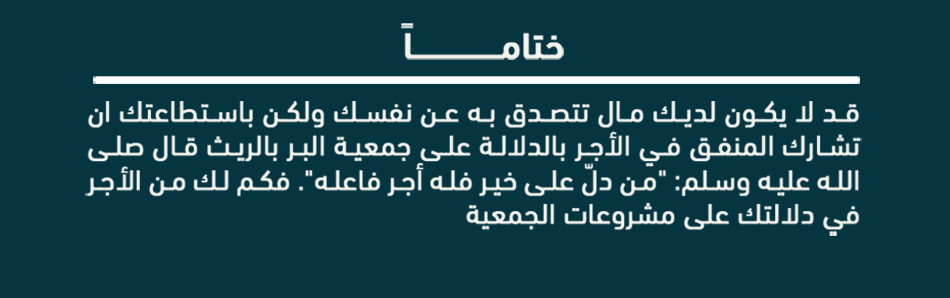 ختاماً
قد لا يكون لديك مال تتصدق به عن نفسك ولكن باستطاعتك ان
تشارك المنفق في الأجر بالدلالة على جمعية البر بالريث قال صلى
الله عليه وسلم: "من دلّ على خير فله أجر فاعله". فكم لك من الأجر
في دلالتك على مشروعات الجمعية